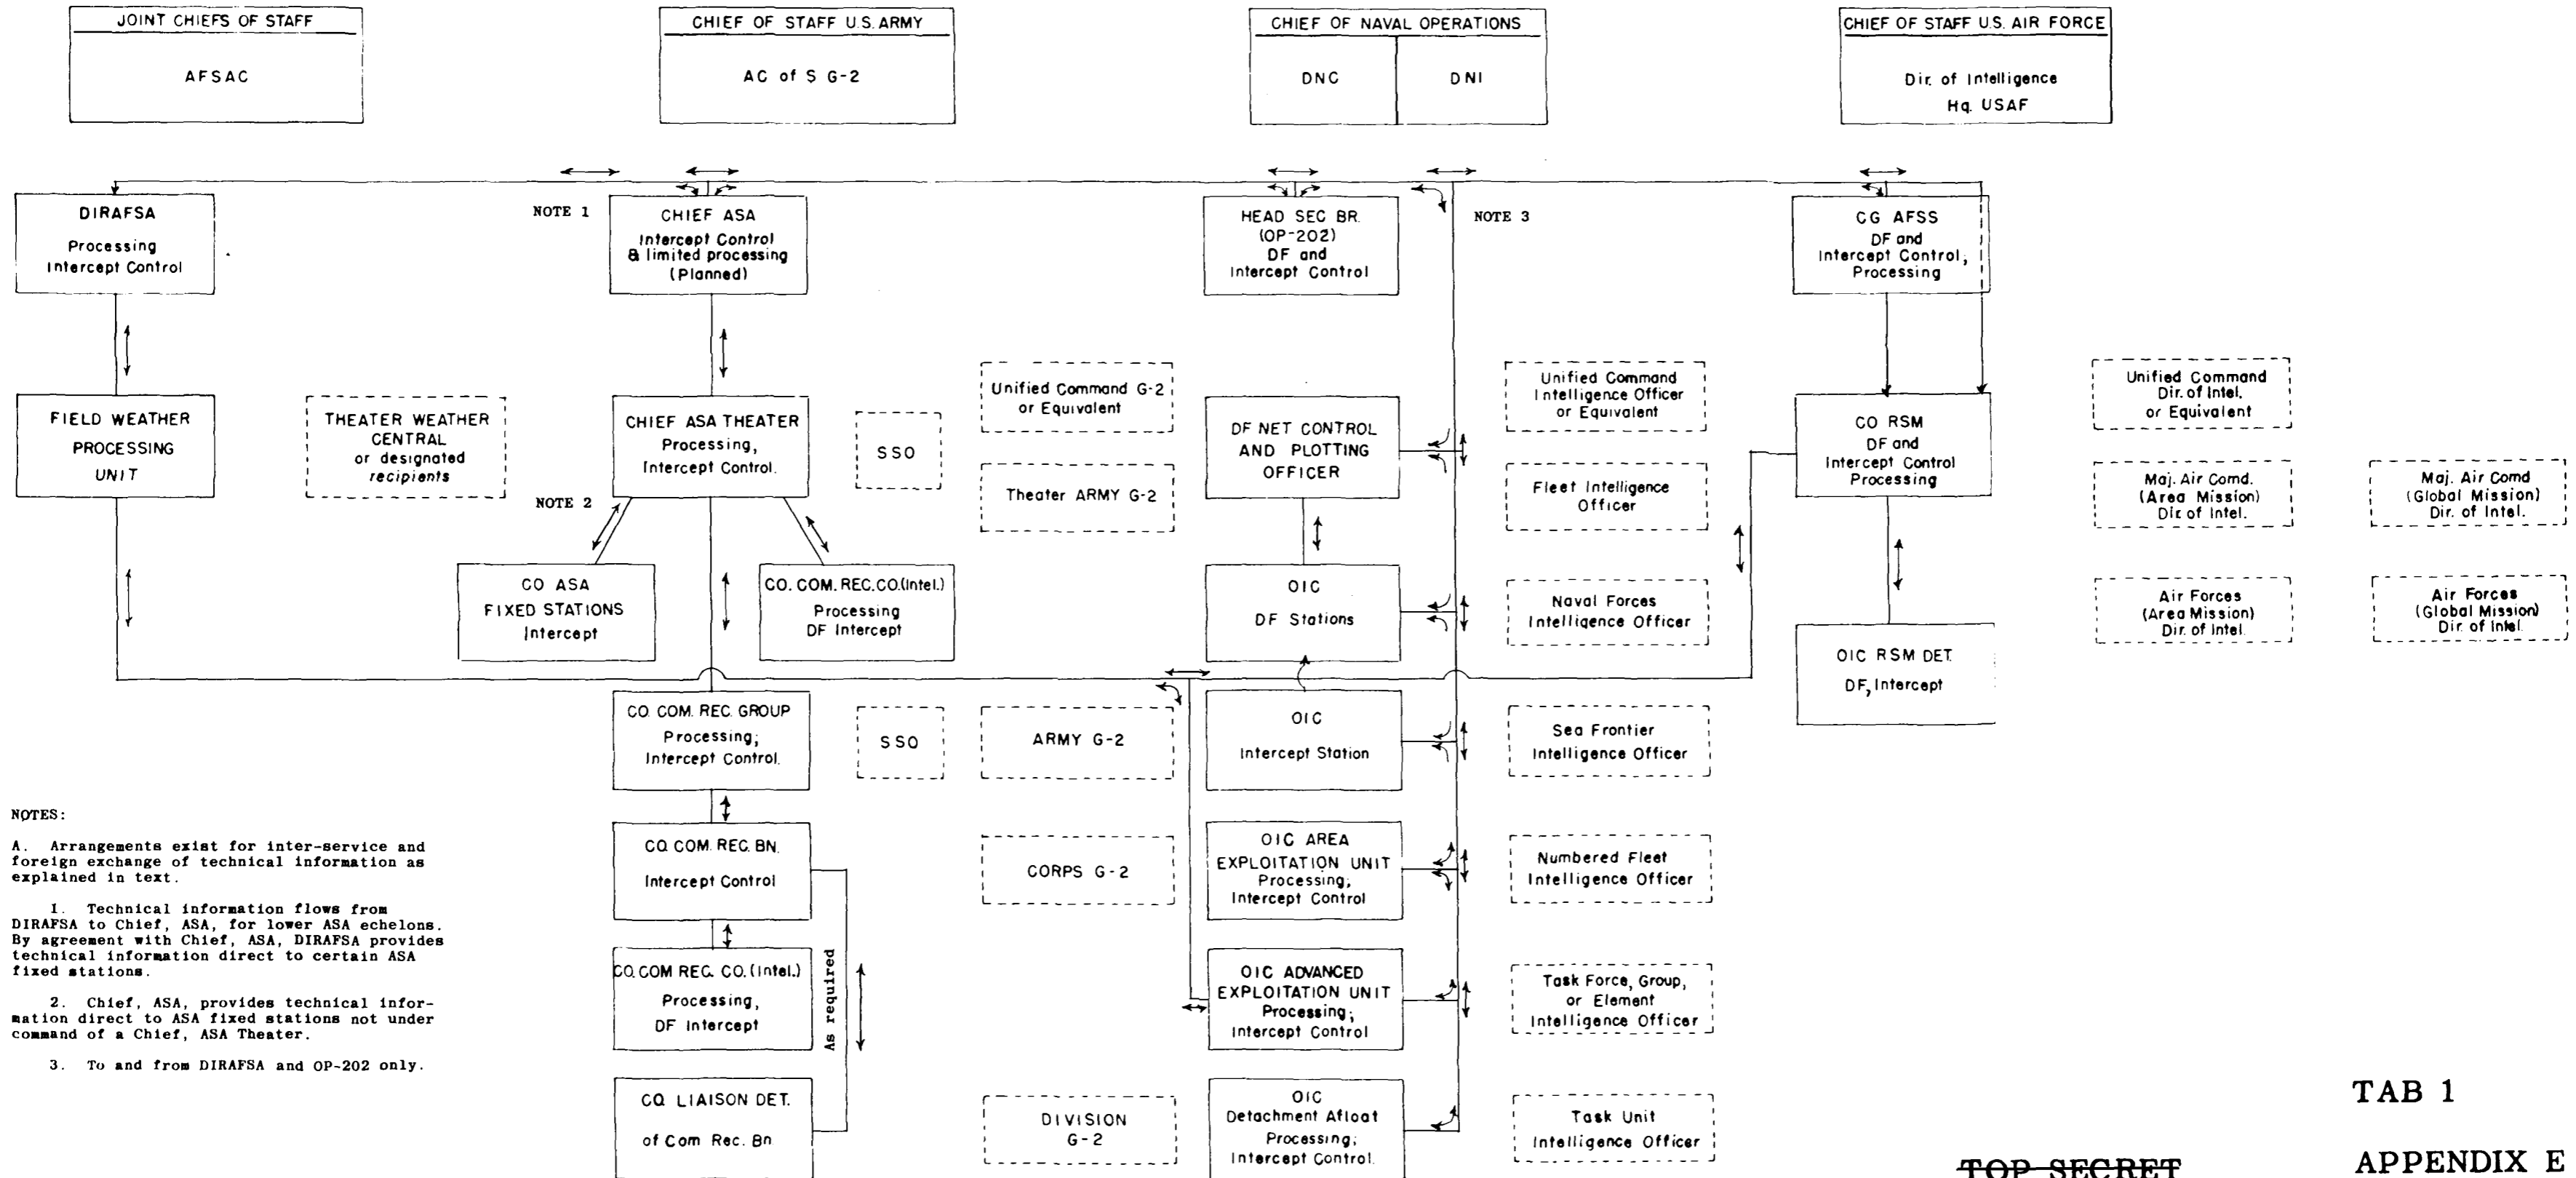 JOINT CHIEFS OF STAFF
AFSAC
CHIEF OF STAFF U.S. ARMY
AC of S G-2
CHIEF OF NAVAL OPERATIONS
DNC
DNI
CHIEF OF STAFF U.S. AIR FORCE
Dir. of Intelligence
Hq. USAF
DIRAFSA
Processing
Intercept Control
NOTE 1
CHIEF ASA
Intercept Control
& limited processing
(Planned)
HEAD SEC BR.
(OP-202)
DF and
Intercept Control
NOTE 3
CG AFSS
DF and
Intercept Control,
Processing
FIELD WEATHER
PROCESSING
UNIT
THEATER WEATHER
CENTRAL
or designated
recipients
CHIEF ASA THEATER
Processing,
Intercept Control.
NOTE 2
SSO
Unified Command G-2
or Equivalent
Theater ARMY G-2
DF NET CONTROL
AND PLOTTING
OFFICER
Unified Command
Intelligence Officer
or Equivalent
Fleet Intelligence
Officer
CO RSM
DF and
Intercept Control
Processing
Unified Command
Dir. of Intel.
or Equivalent
Maj. Air Comd.
(Area Mission)
Dir. of Intel.
Maj. Air Comd
(Global Mission)
Dir. of Intel.
CO ASA
FIXED STATIONS
Intercept
CO. COM. REC. CO. (Intel.)
Processing
DF Intercept
OIC
DF Stations
Naval Forces
Intelligence Officer
Air Forces
(Area Mission)
Dir. of Intel.
Air Forces
(Global Mission)
Dir. of Intel.
OIC RSM DET.
DF, Intercept
CO. COM. REC. GROUP
Processing;
Intercept Control.
SSO
ARMY G-2
OIC
Intercept Station
Sea Frontier
Intelligence Officer
CO. COM. REC. BN.
Intercept Control
CORPS G-2
OIC AREA
EXPLOITATION UNIT
Processing;
Intercept Control
Numbered Fleet
Intelligence Officer
CO. COM REC. CO. (Intel.)
Processing,
DF Intercept
As required
OIC ADVANCED
EXPLOITATION UNIT
Processing;
Intercept Control
Task Force, Group,
or Element
Intelligence Officer
CO. LIAISON DET.
of Com Rec. Bn
DIVISION
G-2
OIC
Detachment Afloat
Processing;
Intercept Control.
Task Unit
Intelligence Officer
NOTES:
A. Arrangements exist for inter-service and
foreign exchange of technical information as
explained in text.
1. Technical information flows from
DIRAFSA to Chief, ASA, for lower ASA echelons.
By agreement with Chief, ASA, DIRAFSA provides
technical information direct to certain ASA
fixed stations.
2. Chief, ASA, provides technical infor-
mation direct to ASA fixed stations not under
command of a Chief, ASA Theater.
3. To and from DIRAFSA and OP-202 only.
TAB 1
APPENDIX E
TOP SECRET